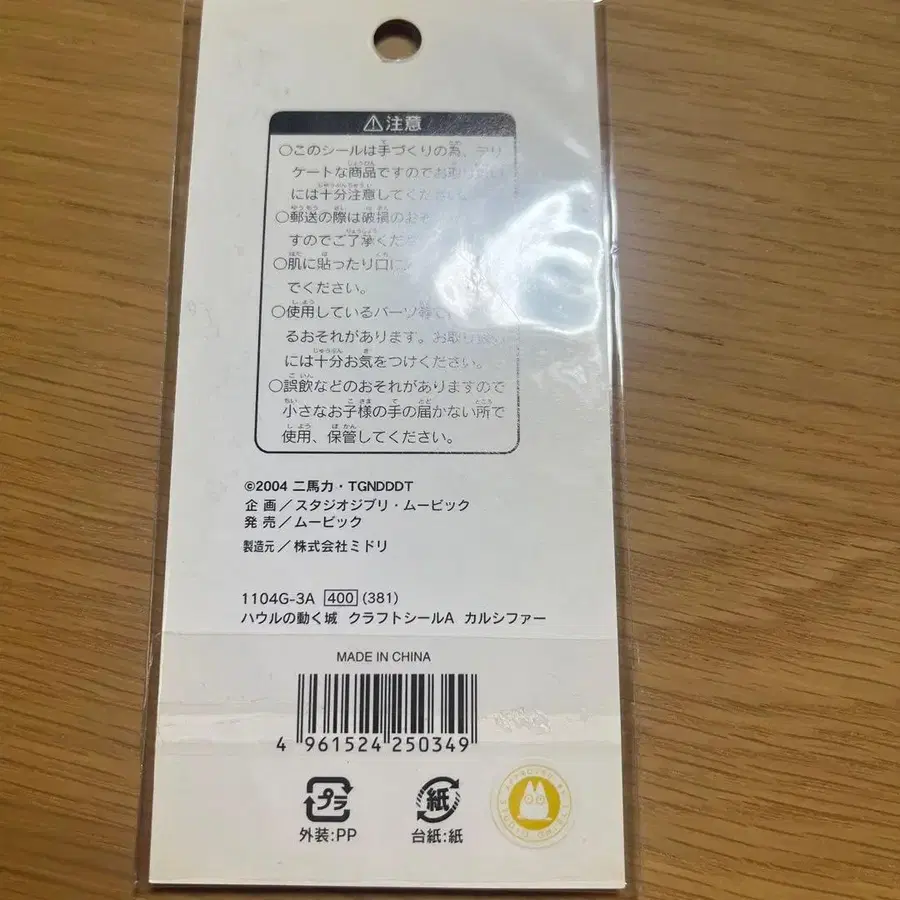 ⚠注意
○このシールは手づくりの為、デリ
ケートな商品ですのでお取り扱い
には十分注意してくださ
○郵送の際は破損のおそ
すのでご了承くだ
○肌に貼ったり口に
でください。
○使用しているパーツ等で
るおそれがあります。お取り扱い
には十分お気をつけください。
○誤飲などのおそれがありますので
小さなお子様の手の届かない所で
使用、保管してください。
©2004 二馬力・TGNDDDT
企画／スタジオジブリ・ムービック
発売／ムービック
製造元／株式会社ミドリ
1104G-3A 400 (381)
ハウルの動く城 クラフトシールA カルシファー
MADE IN CHINA
4 961524 250349
プラ 紙
外装:PP 台紙:紙